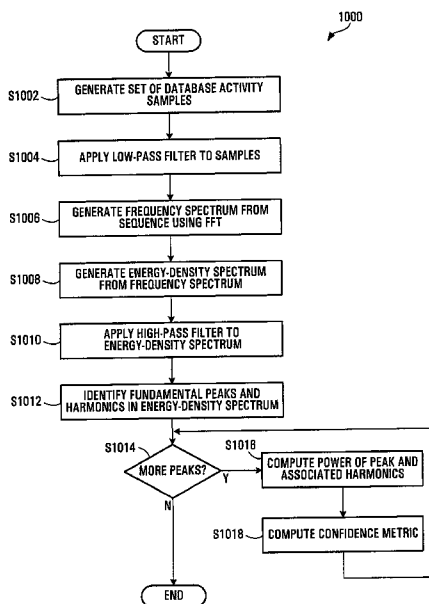 1000
START
S1002
GENERATE SET OF DATABASE ACTIVITY
SAMPLES
S1004
APPLY LOW-PASS FILTER TO SAMPLES
S1006
GENERATE FREQUENCY SPECTRUM FROM
SEQUENCE USING FFT
S1008
GENERATE ENERGY-DENSITY SPECTRUM
FROM FREQUENCY SPECTRUM
S1010
APPLY HIGH-PASS FILTER TO
ENERGY-DENSITY SPECTRUM
S1012
IDENTIFY FUNDAMENTAL PEAKS AND
HARMONICS IN ENERGY-DENSITY SPECTRUM
S1014
MORE PEAKS?
Y
N
S1016
COMPUTE POWER OF PEAK AND
ASSOCIATED HARMONICS
S1018
COMPUTE CONFIDENCE METRIC
END